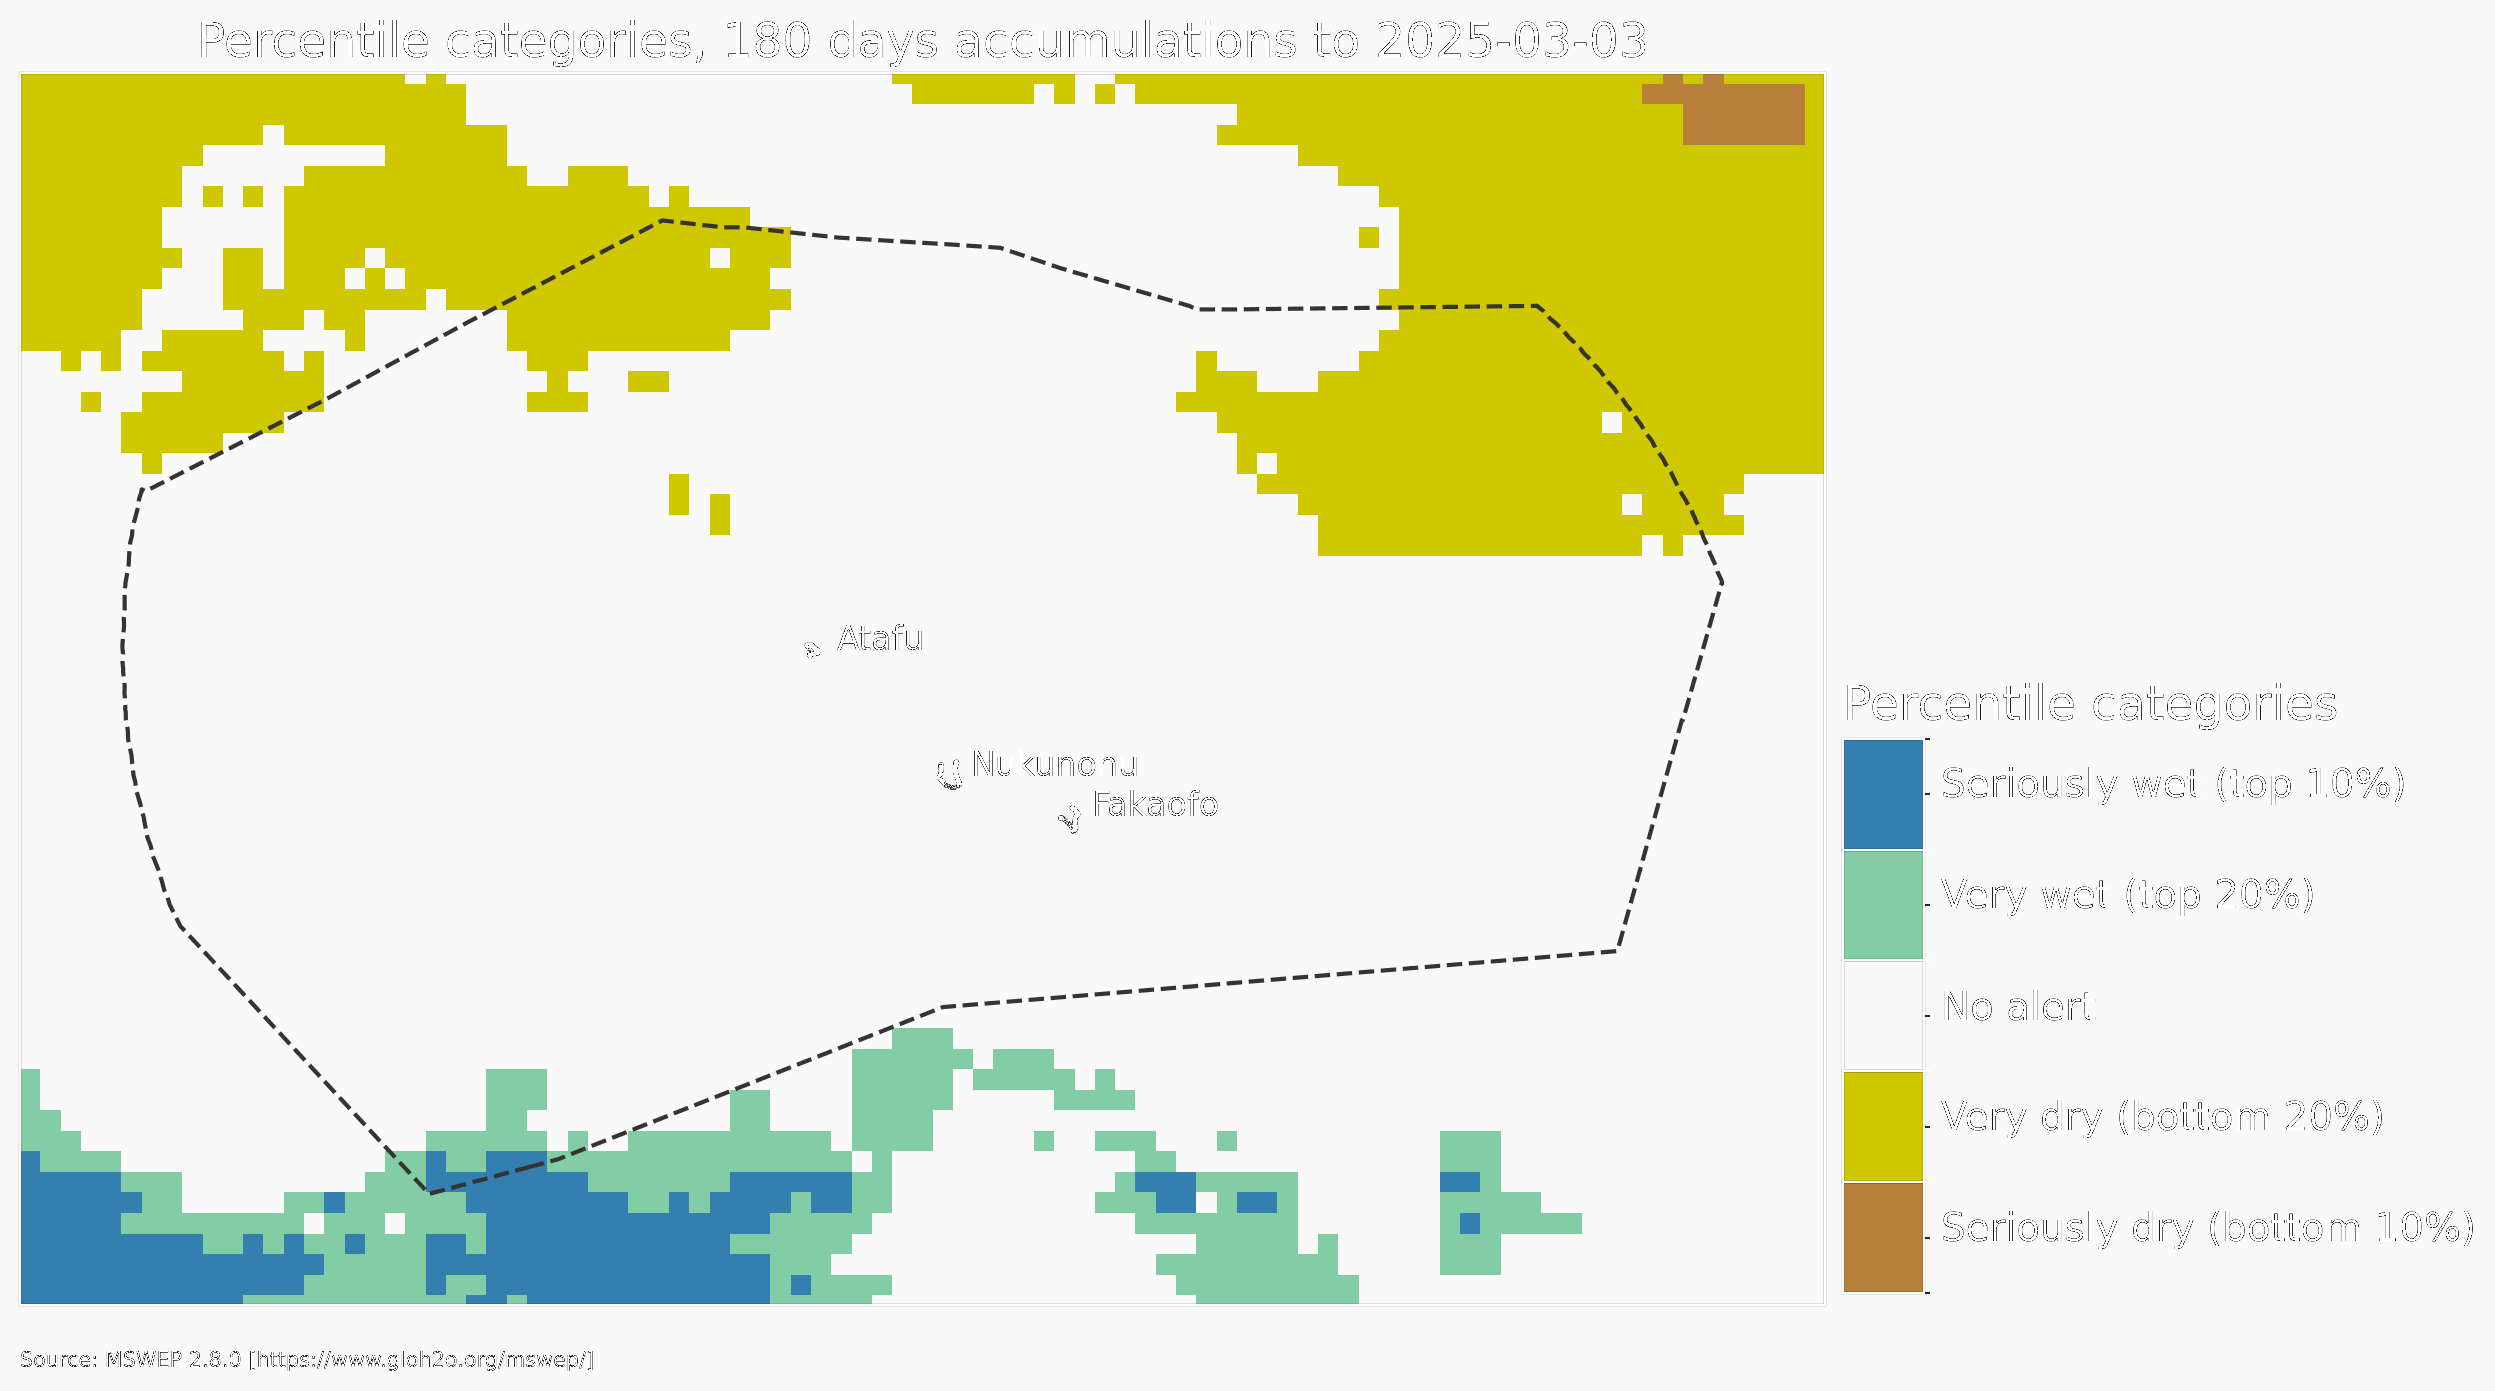 Percentile categories, 180 days accumulations to 2025-03-03
Atafu
Nukunonu
Fakaofo
Percentile categories
Seriously wet (top 10%)
Very wet (top 20%)
No alert
Very dry (bottom 20%)
Seriously dry (bottom 10%)
Source: MSWEP 2.8.0 [https://www.gloh2o.org/mswep/]